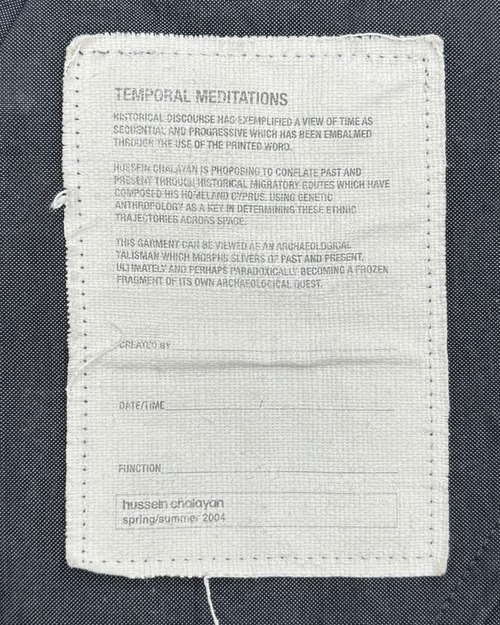 TEMPORAL MEDITATIONS
HISTORICAL DISCOURSE HAS EXEMPLIFIED A VIEW OF TIME AS
SEQUENTIAL AND PROGRESSIVE WHICH HAS BEEN EMBALMED
THROUGH THE USE OF THE PRINTED WORD.
HUSSEIN CHALAYAN IS PROPOSING TO CONFLATE PAST AND
PRESENT THROUGH HISTORICAL MIGRATORY ROUTES WHICH HAVE
COMPOSED HIS HOMELAND CYPRUS. USING GENETIC
ANTHROPOLOGY AS A KEY IN DETERMINING THESE ETHNIC
TRAJECTORIES ACROSS SPACE.
THIS GARMENT CAN BE VIEWED AS AN ARCHAEOLOGICAL
TALISMAN WHICH MORPHS SLIVERS OF PAST AND PRESENT,
ULTIMATELY AND PERHAPS PARADOXICALLY BECOMING A FROZEN
FRAGMENT OF ITS OWN ARCHAEOLOGICAL QUEST.
CREATED BY
DATE/TIME /
FUNCTION
hussein chalayan
spring/summer 2004